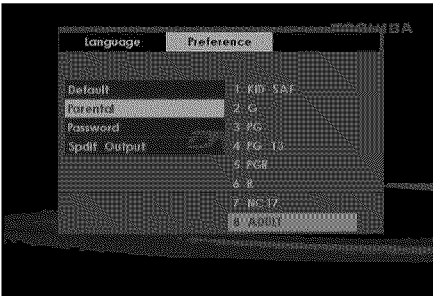 TOSHIBA
Language Preference
Default
Parental
Password
Spdif Output
1 KID SAF
2 G
3 PG
4 PG 13
5 PGR
6 R
7 NC17
8 ADULT